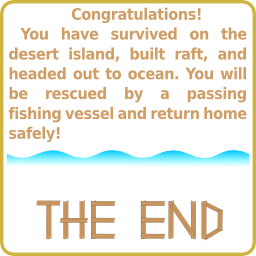 Congratulations!
You have survived on the
desert island, built raft, and
headed out to ocean. You will
be rescued by a passing
fishing vessel and return home
safely!
THE END